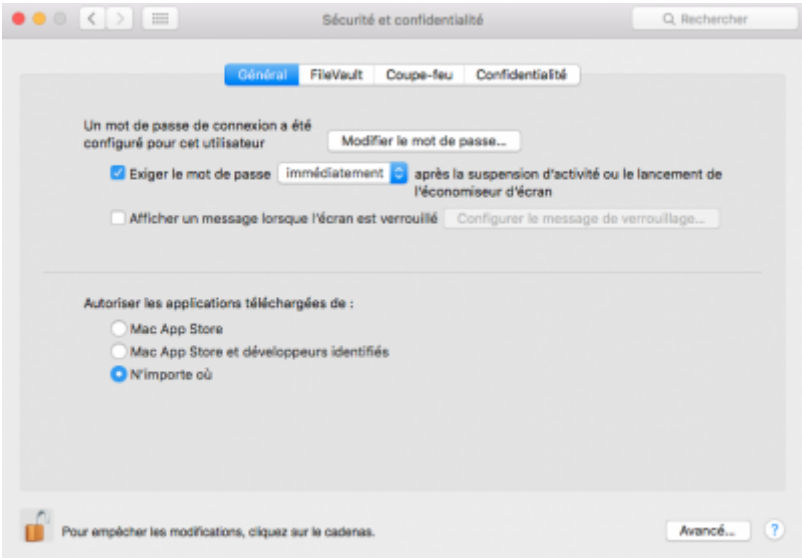 Sécurité et confidentialité
Rechercher
Général FileVault Coupe-feu Confidentialité
Un mot de passe de connexion a été
configuré pour cet utilisateur
Modifier le mot de passe...
Exiger le mot de passe immédiatement après la suspension d'activité ou le lancement de
l'économiseur d'écran
Afficher un message lorsque l'écran est verrouillé Configurer le message de verrouillage...
Autoriser les applications téléchargées de :
Mac App Store
Mac App Store et développeurs identifiés
N'importe où
Pour empêcher les modifications, cliquez sur le cadenas.
Avancé... ?